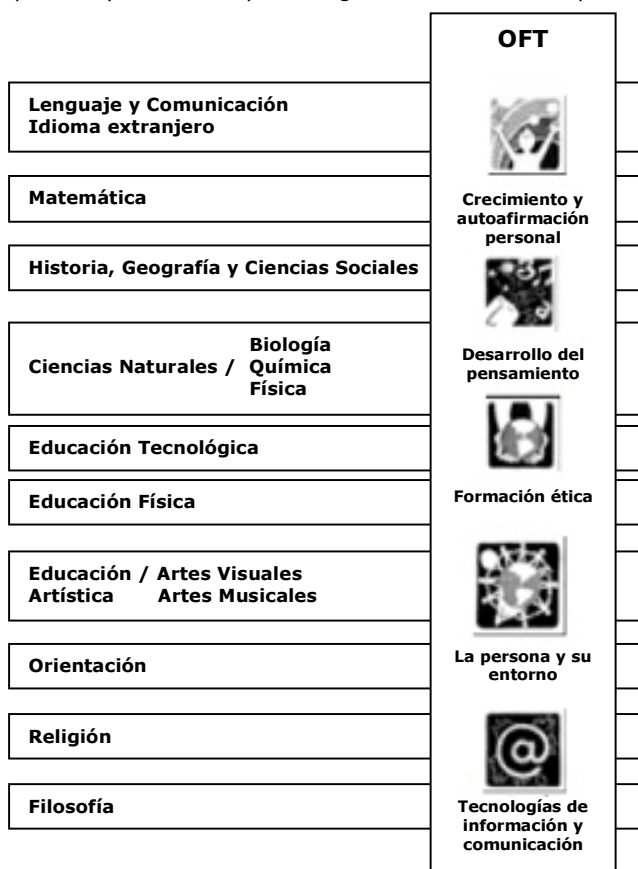 Lenguaje y Comunicación
Idioma extranjero
Matemática
Historia, Geografía y Ciencias Sociales
Ciencias Naturales / Biología
Química
Física
Educación Tecnológica
Educación Física
Educación / Artes Visuales
Artística Artes Musicales
Orientación
Religión
Filosofía
OFT
Crecimiento y
autoafirmación
personal
Desarrollo del
pensamiento
Formación ética
La persona y su
entorno
@
Tecnologías de
información y
comunicación